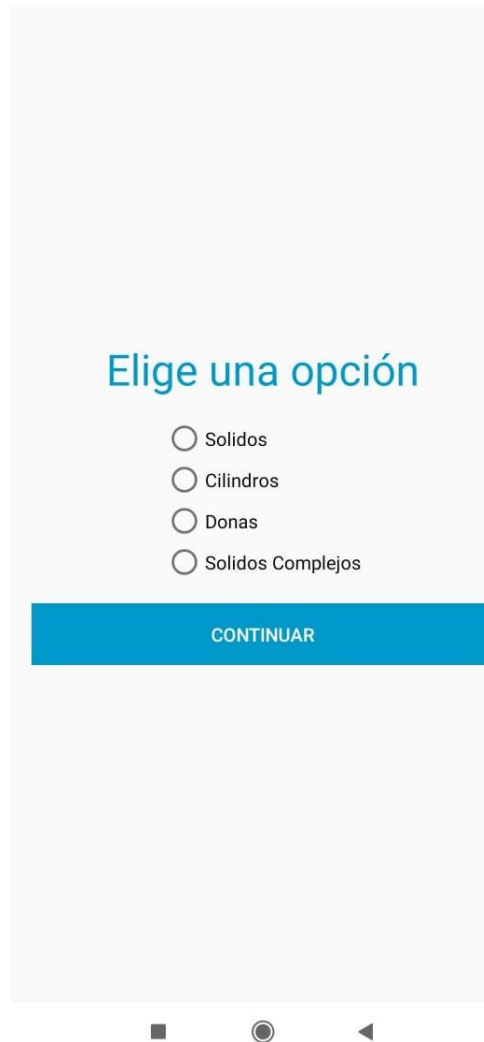 Elige una opción
Solidos
Cilindros
Donas
Solidos Complejos
CONTINUAR